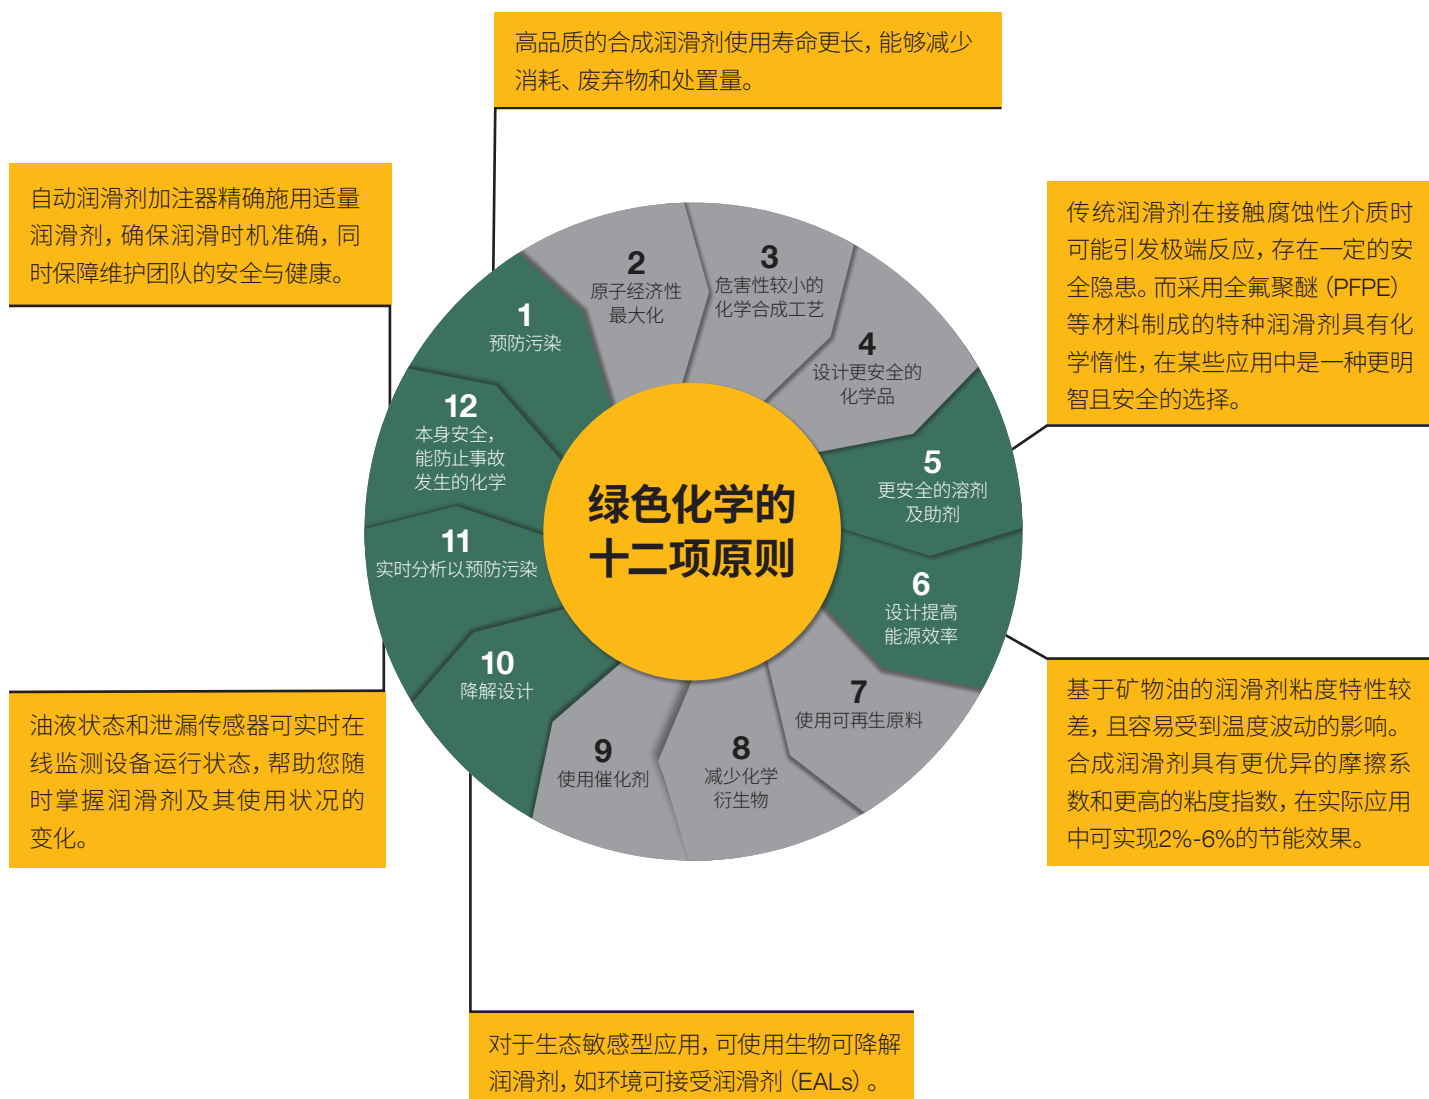 高品质的合成润滑剂使用寿命更长，能够减少
消耗、废弃物和处置量。
自动润滑剂加注器精确施用适量
润滑剂，确保润滑时机准确，同
时保障维护团队的安全与健康。
传统润滑剂在接触腐蚀性介质时
可能引发极端反应，存在一定的安
全隐患。而采用全氟聚醚（PFPE）
等材料制成的特种润滑剂具有化
学惰性，在某些应用中是一种更明
智且安全的选择。
绿色化学的
十二项原则
1
预防污染
2
原子经济性
最大化
3
危害性较小的
化学合成工艺
4
设计更安全的
化学品
5
更安全的溶剂
及助剂
6
设计提高
能源效率
7
使用可再生原料
8
减少化学
衍生物
9
使用催化剂
10
降解设计
11
实时分析以预防污染
12
本身安全，
能防止事故
发生的化学
油液状态和泄漏传感器可实时在
线监测设备运行状态，帮助您随
时掌握润滑剂及其使用状况的
变化。
基于矿物油的润滑剂粘度特性较
差，且容易受到温度波动的影响。
合成润滑剂具有更优异的摩擦系
数和更高的粘度指数，在实际应用
中可实现2%-6%的节能效果。
对于生态敏感型应用，可使用生物可降解
润滑剂，如环境可接受润滑剂（EALs）。